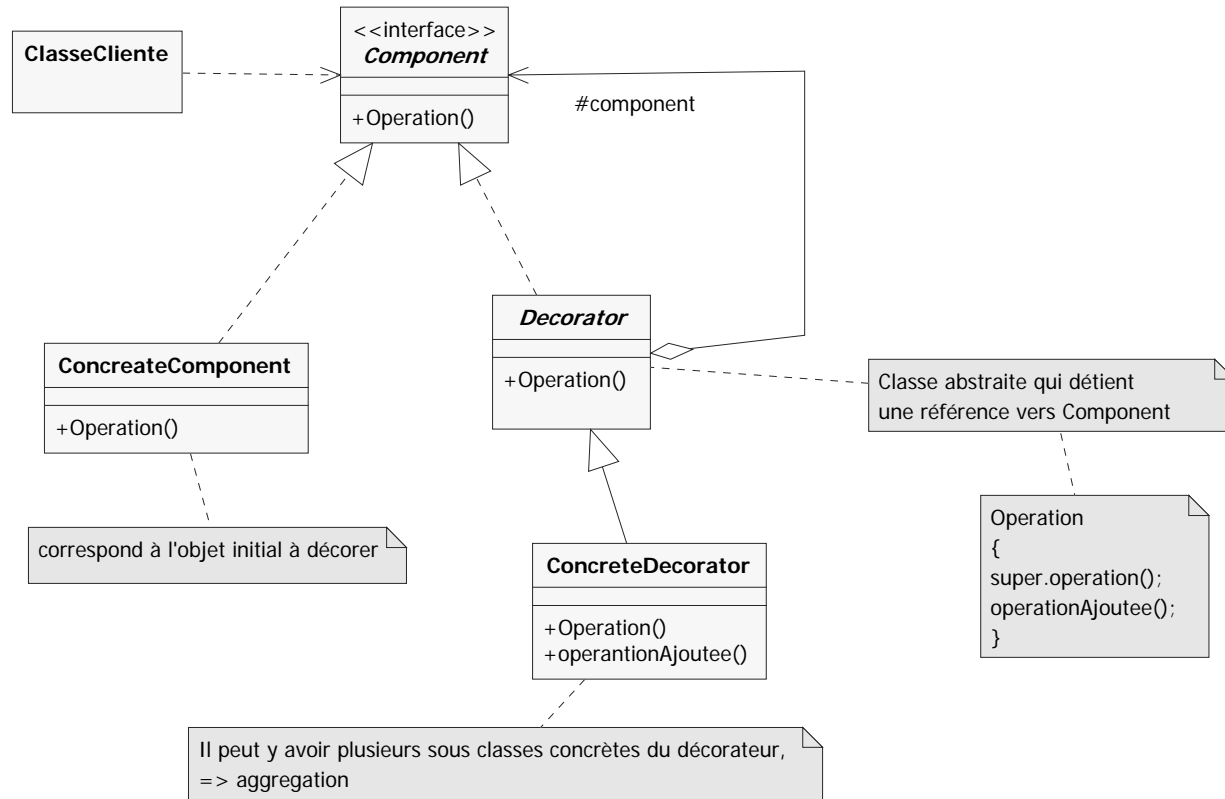 <<interface>>
Component
ClasseCliente
#component
+Operation()
Decorator
ConcreateComponent
+Operation()
+Operation()
Classe abstraite qui détient
une référence vers Component
correspond à l'objet initial à décorer
Operation
{
super.operation();
operationAjoutee();
}
ConcreteDecorator
+Operation()
+operantionAjoutee()
Il peut y avoir plusieurs sous classes concrètes du décorateur,
=> aggregation